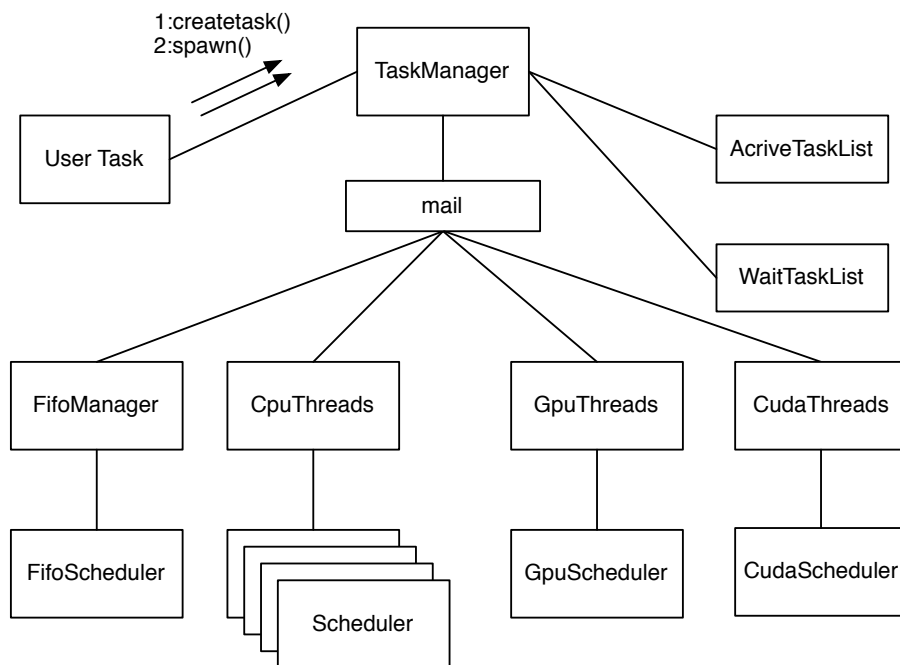 1:createtask()
2:spawn()
TaskManager
User Task
AcriveTaskList
mail
WaitTaskList
FifoManager
CpuThreads
GpuThreads
CudaThreads
FifoScheduler
GpuScheduler
CudaScheduler
Scheduler